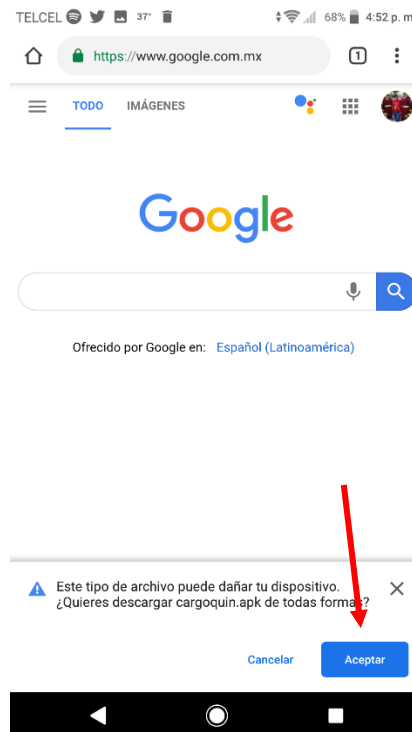 TELCEL 37° 68% 4:52 p. m
https://www.google.com.mx 1
TODO IMÁGENES
Google
Ofrecido por Google en: Español (Latinoamérica)
Este tipo de archivo puede dañar tu dispositivo.
¿Quieres descargar cargoquin.apk de todas formas?
Cancelar Aceptar